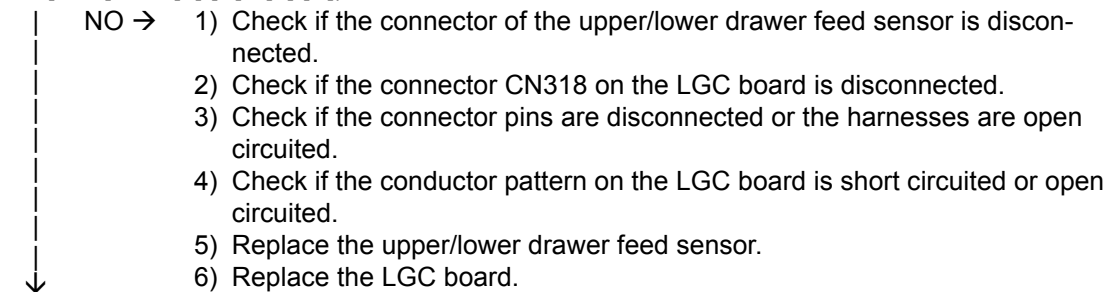 NO → 1) Check if the connector of the upper/lower drawer feed sensor is discon-
nected.
2) Check if the connector CN318 on the LGC board is disconnected.
3) Check if the connector pins are disconnected or the harnesses are open
circuited.
4) Check if the conductor pattern on the LGC board is short circuited or open
circuited.
5) Replace the upper/lower drawer feed sensor.
6) Replace the LGC board.